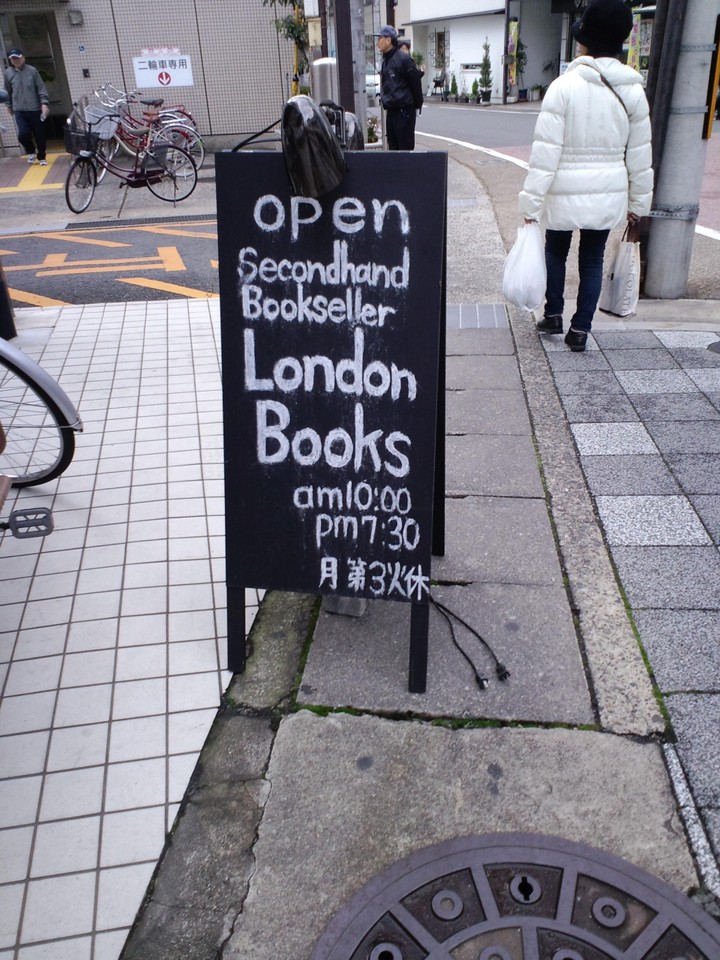 二輪車専用
open
Secondhand
Bookseller
London
Books
am10:00
pm7:30
月 第3火休